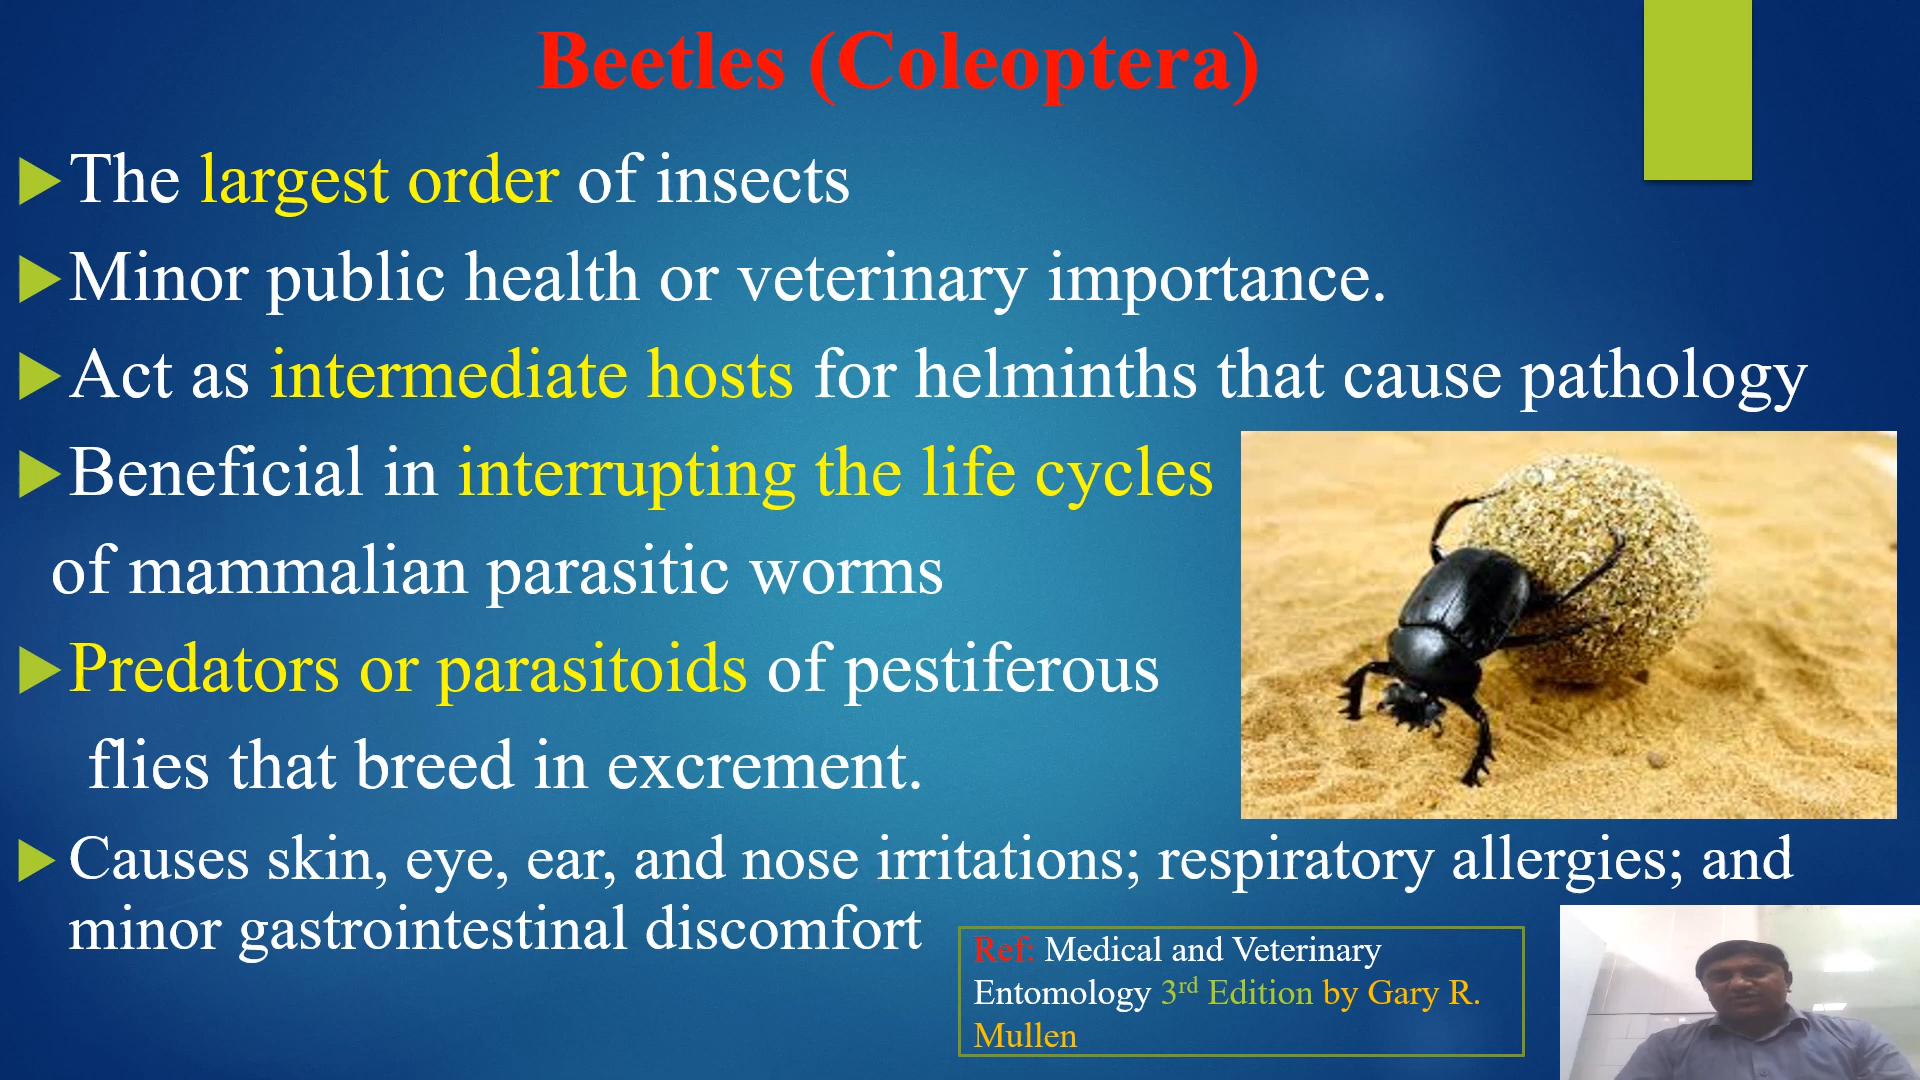 Beetles (Coleoptera)
The largest order of insects
Minor public health or veterinary importance.
Act as intermediate hosts for helminths that cause pathology
Beneficial in interrupting the life cycles
of mammalian parasitic worms
Predators or parasitoids of pestiferous
flies that breed in excrement.
Causes skin, eye, ear, and nose irritations; respiratory allergies; and
minor gastrointestinal discomfort
Ref: Medical and Veterinary
Entomology 3rd Edition by Gary R.
Mullen